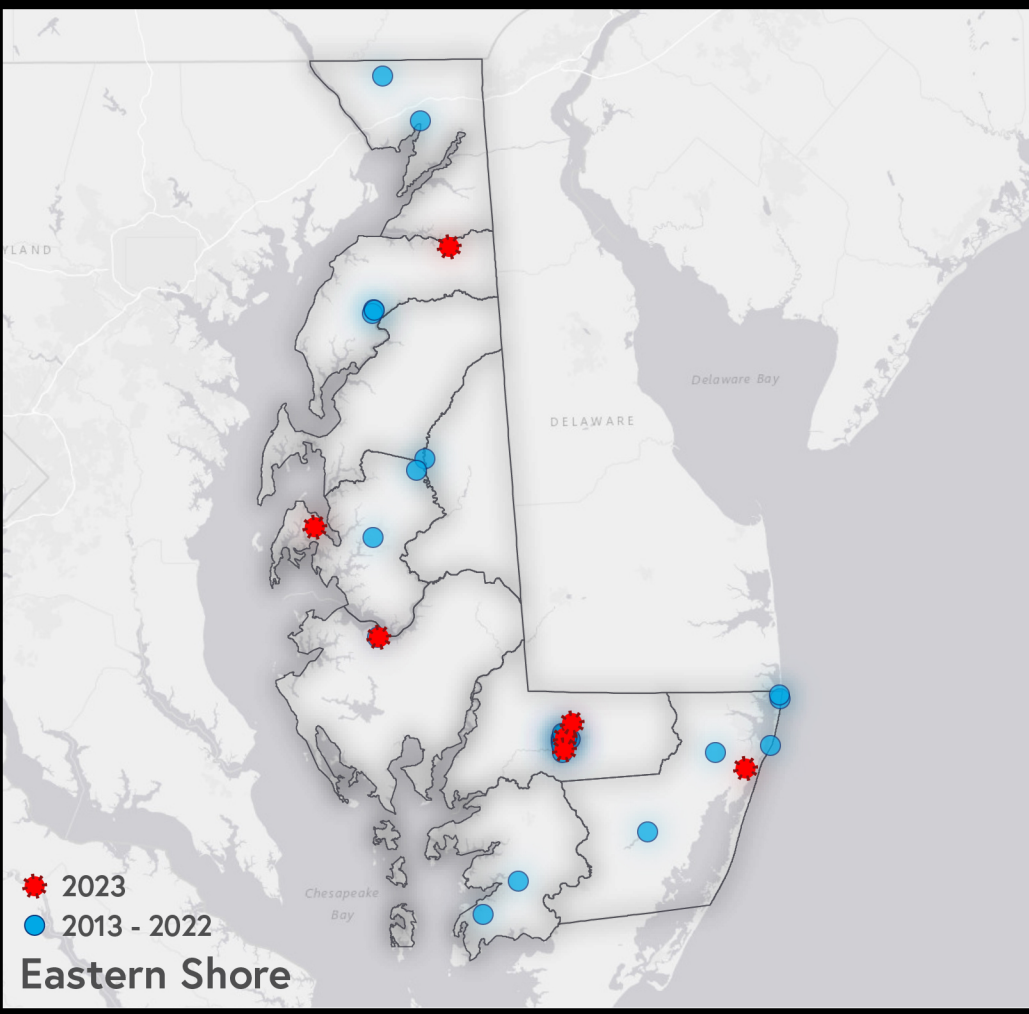 YLAND
Delaware Bay
DELAWARE
Chesapeake
Bay
2023
2013 - 2022
Eastern Shore